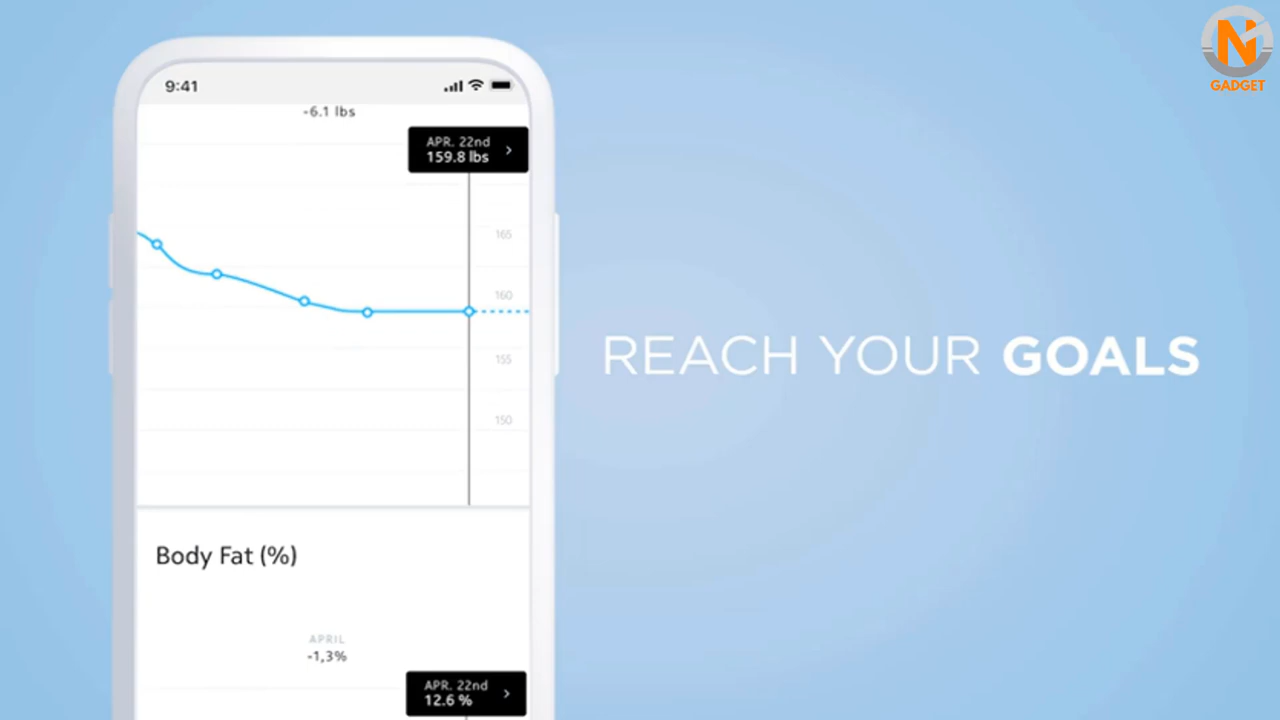 N
GADGET
9:41
-6.1 lbs
APR. 22nd
159.8 lbs
165
160
155
150
REACH YOUR GOALS
Body Fat (%)
APRIL
-1,3%
APR. 22nd
12.6 %